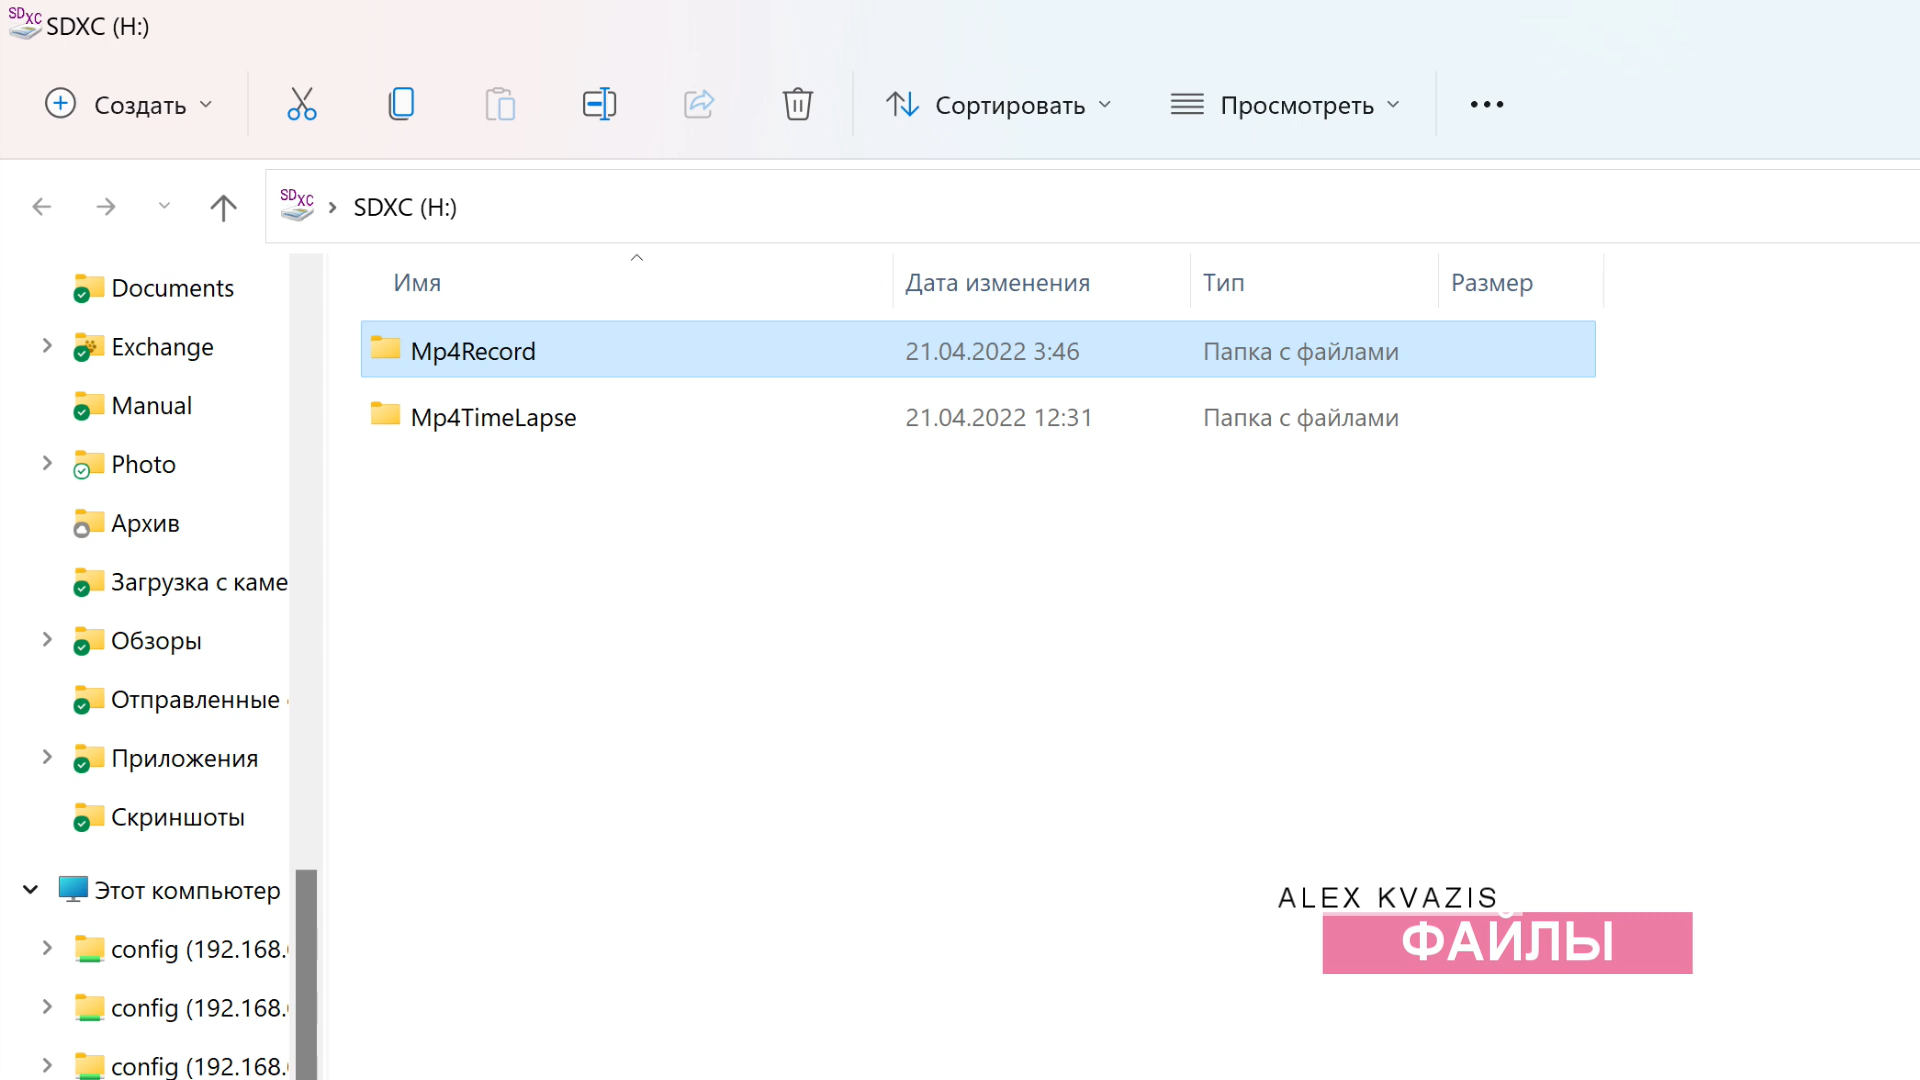 SDXC SDXC (H:)
Создать
Сортировать
Просмотреть
SDXC SDXC (H:)
Имя Дата изменения Тип Размер
Mp4Record 21.04.2022 3:46 Папка с файлами
Mp4TimeLapse 21.04.2022 12:31 Папка с файлами
Documents
Exchange
Manual
Photo
Архив
Загрузка с каме
Обзоры
Отправленные
Приложения
Скриншоты
Этот компьютер
config (192.168.
config (192.168.
config (192.168.
ALEX KVAZIS
ФАЙЛЫ